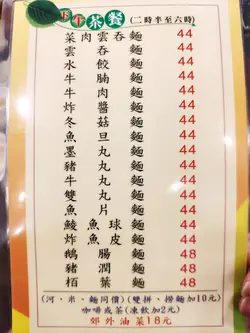 下午茶餐(二時半至六時)
菜肉雲吞麵 44
雲吞麵 44
水餃麵 44
牛腩麵 44
牛肉麵 44
炸醬麵 44
冬菇麵 44
魚旦麵 44
墨丸麵 44
豬丸麵 44
牛丸麵 44
雙丸麵 44
魚片麵 44
鯪魚球麵 44
炸魚皮麵 44
鵝腸麵 48
豬潤麵 48
栢葉麵 48
(河、米、麵同價)(雙拼、撈麵加10元)
咖啡或茶(凍飲加2元)
郊外油菜18元